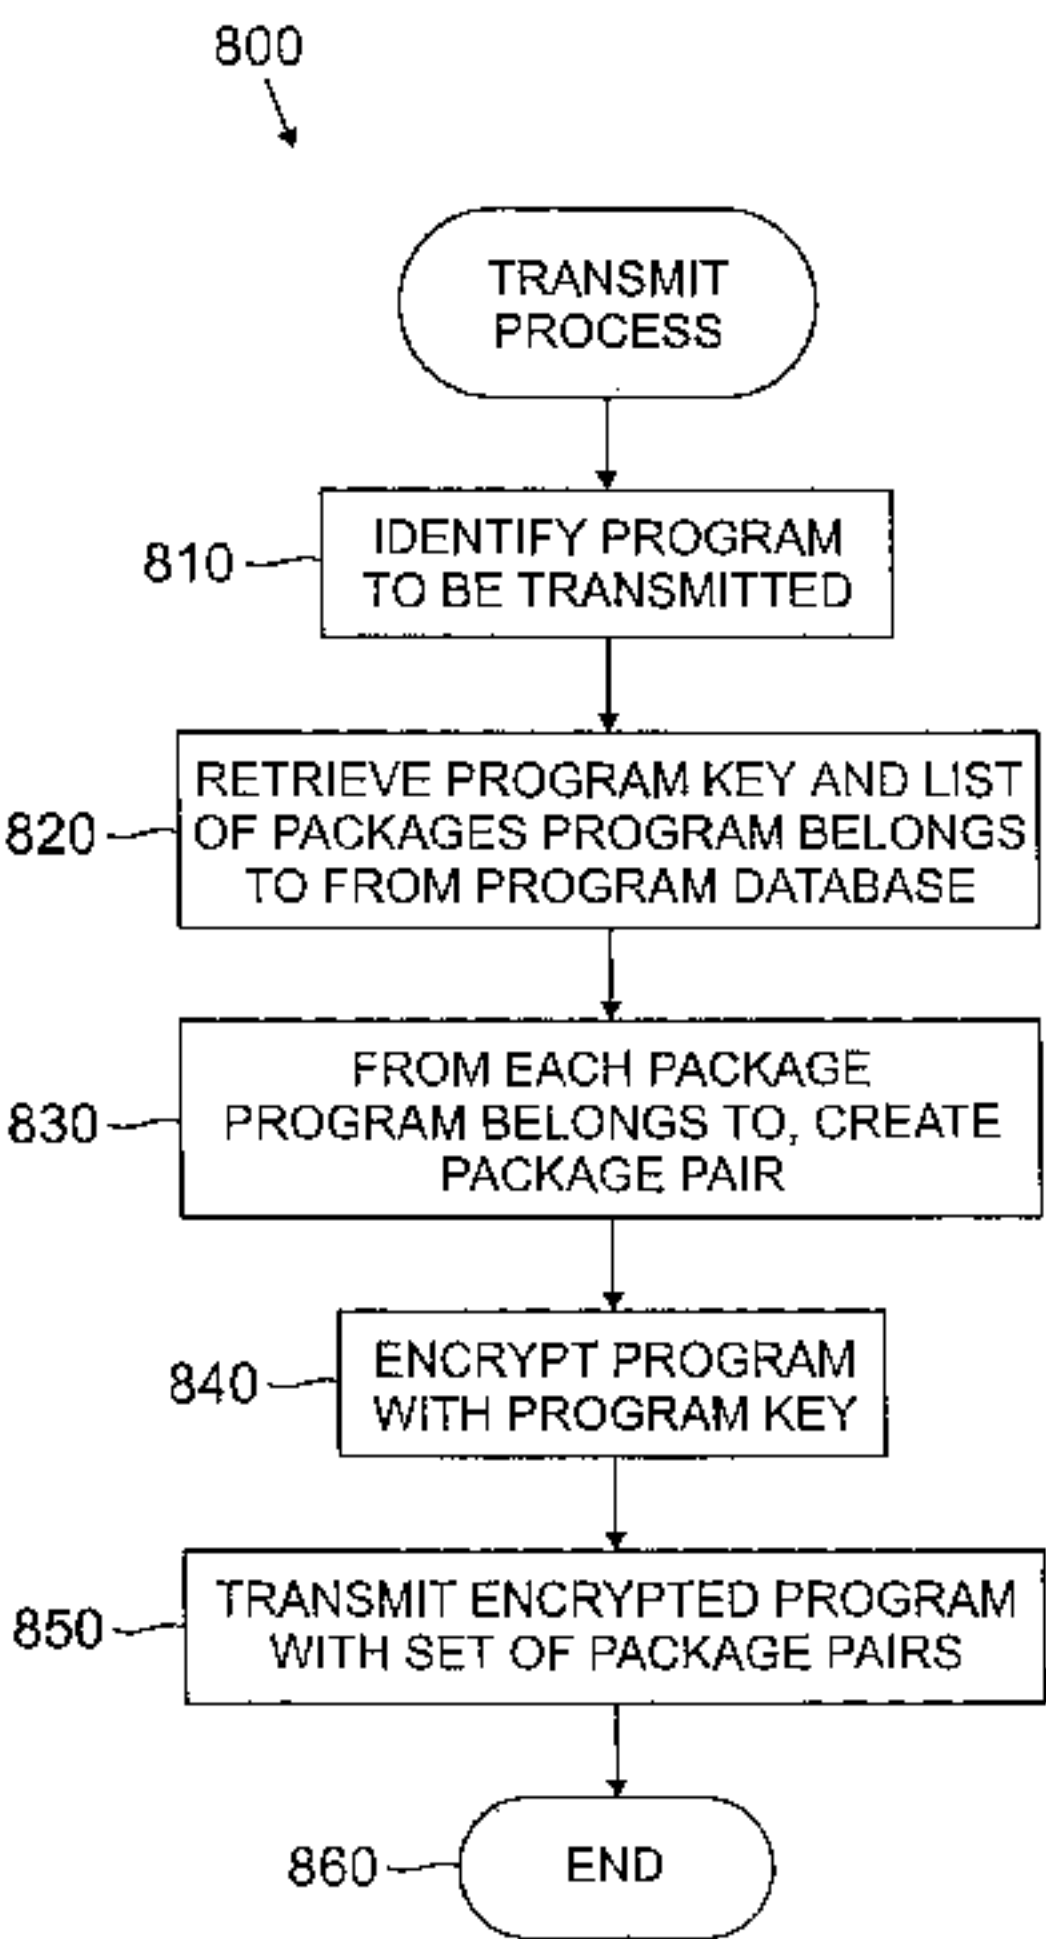 800
TRANSMIT
PROCESS
810
IDENTIFY PROGRAM
TO BE TRANSMITTED
820
RETRIEVE PROGRAM KEY AND LIST
OF PACKAGES PROGRAM BELONGS
TO FROM PROGRAM DATABASE
830
FROM EACH PACKAGE
PROGRAM BELONGS TO, CREATE
PACKAGE PAIR
840
ENCRYPT PROGRAM
WITH PROGRAM KEY
850
TRANSMIT ENCRYPTED PROGRAM
WITH SET OF PACKAGE PAIRS
860
END